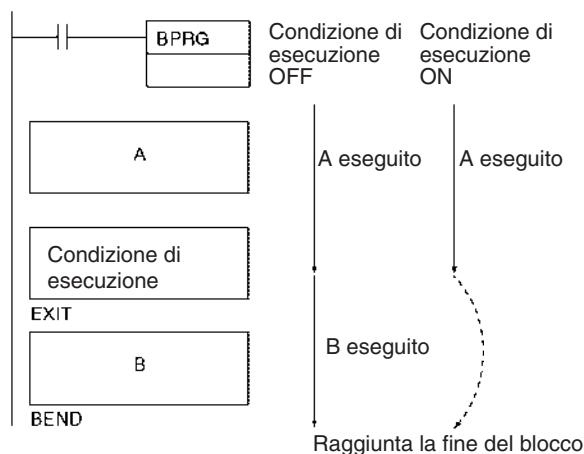 BPRG
Condizione di
esecuzione
OFF
Condizione di
esecuzione
ON
A
A eseguito
A eseguito
Condizione di
esecuzione
EXIT
B
B eseguito
BEND
Raggiunta la fine del blocco